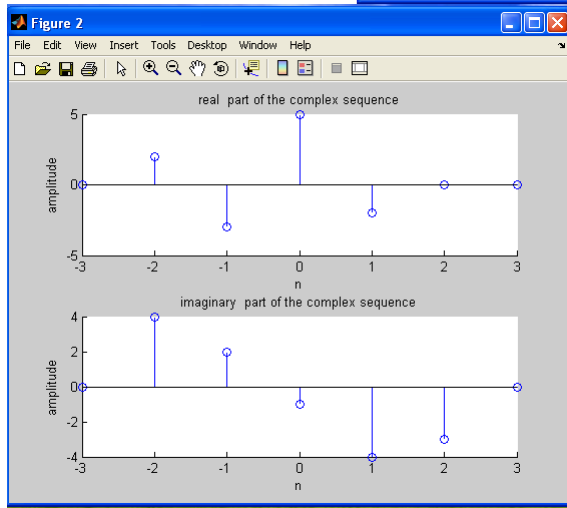 Figure 2
File Edit View Insert Tools Desktop Window Help
real part of the complex sequence
5
0
-5
amplitude
-3 -2 -1 0 1 2 3
n
imaginary part of the complex sequence
4
2
0
-2
-4
amplitude
-3 -2 -1 0 1 2 3
n